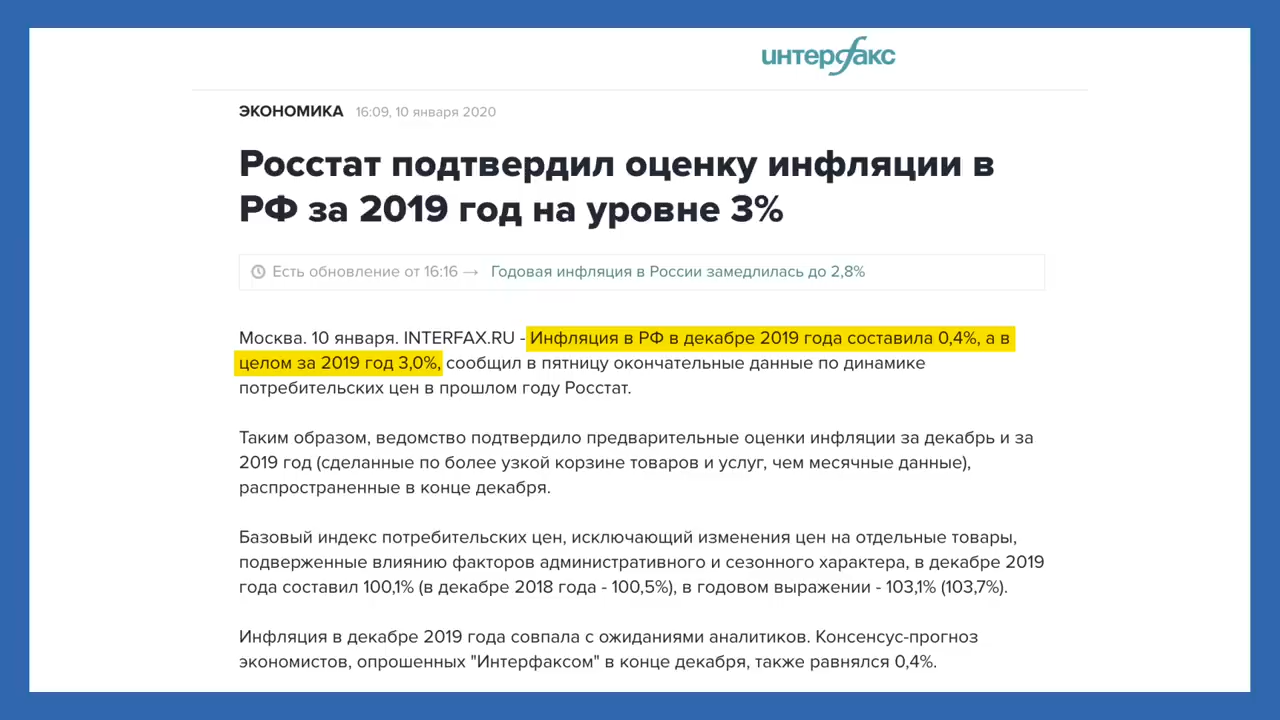 интерфакс
ЭКОНОМИКА 16:09, 10 января 2020
Росстат подтвердил оценку инфляции в
РФ за 2019 год на уровне 3%
Есть обновление от 16:16 → Годовая инфляция в России замедлилась до 2,8%
Москва. 10 января. INTERFAX.RU - Инфляция в РФ в декабре 2019 года составила 0,4%, а в
целом за 2019 год 3,0%, сообщил в пятницу окончательные данные по динамике
потребительских цен в прошлом году Росстат.
Таким образом, ведомство подтвердило предварительные оценки инфляции за декабрь и за
2019 год (сделанные по более узкой корзине товаров и услуг, чем месячные данные),
распространенные в конце декабря.
Базовый индекс потребительских цен, исключающий изменения цен на отдельные товары,
подверженные влиянию факторов административного и сезонного характера, в декабре 2019
года составил 100,1% (в декабре 2018 года - 100,5%), в годовом выражении - 103,1% (103,7%).
Инфляция в декабре 2019 года совпала с ожиданиями аналитиков. Консенсус-прогноз
экономистов, опрошенных "Интерфаксом" в конце декабря, также равнялся 0,4%.